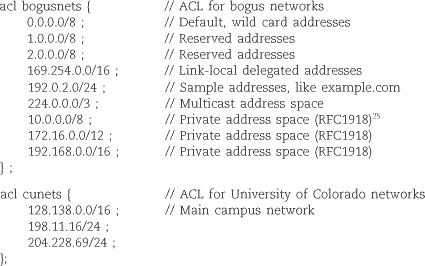 acl bogusnets { // ACL for bogus networks
0.0.0.0/8 ; // Default, wild card addresses
1.0.0.0/8 ; // Reserved addresses
2.0.0.0/8 ; // Reserved addresses
169.254.0.0/16 ; // Link-local delegated addresses
192.0.2.0/24 ; // Sample addresses, like example.com
224.0.0.0/3 ; // Multicast address space
10.0.0.0/8 ; // Private address space (RFC1918)25
172.16.0.0/12 ; // Private address space (RFC1918)
192.168.0.0/16 ; // Private address space (RFC1918)
} ;
acl cunets { // ACL for University of Colorado networks
128.138.0.0/16 ; // Main campus network
198.11.16/24 ;
204.228.69/24 ;
};